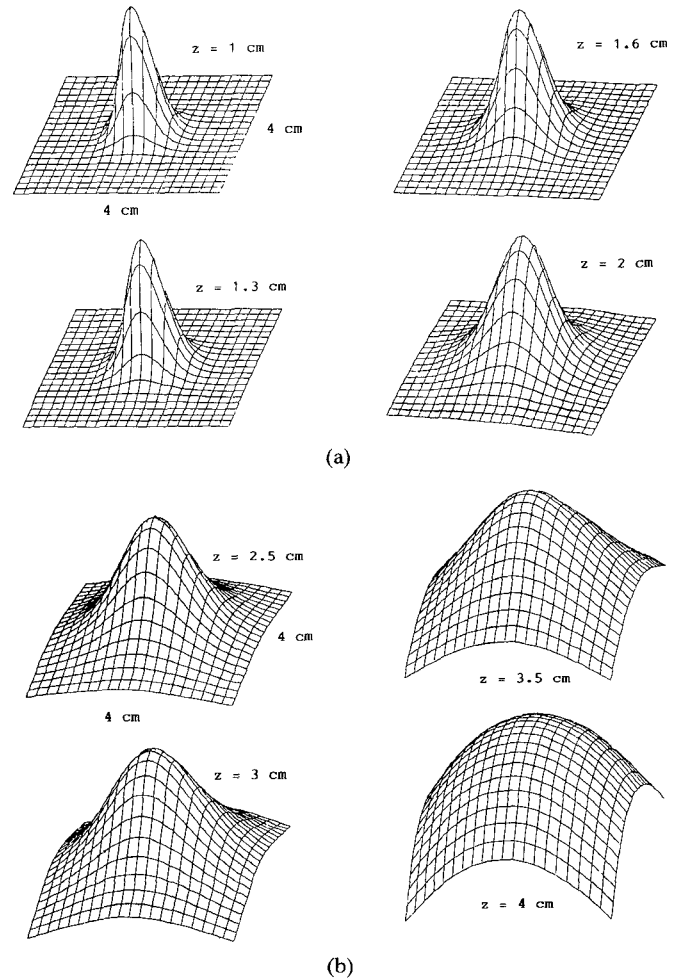 z = 1 cm
4 cm
4 cm
z = 1.6 cm
z = 1.3 cm
z = 2 cm
(a)
z = 2.5 cm
4 cm
4 cm
z = 3.5 cm
z = 3 cm
z = 4 cm
(b)